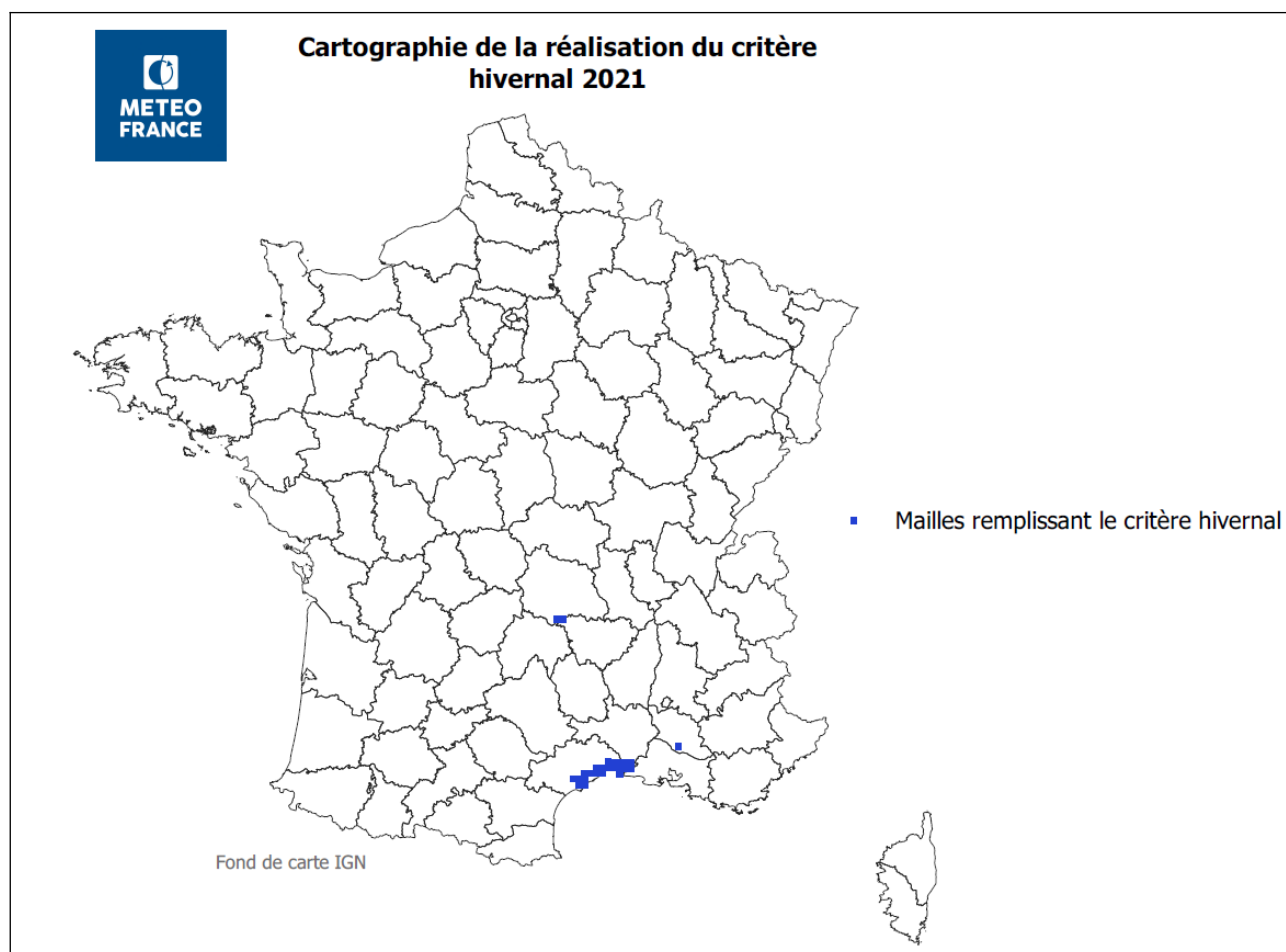 Cartographie de la réalisation du critère
hivernal 2021
METEO
FRANCE
Mailles remplissant le critère hivernal
Fond de carte IGN